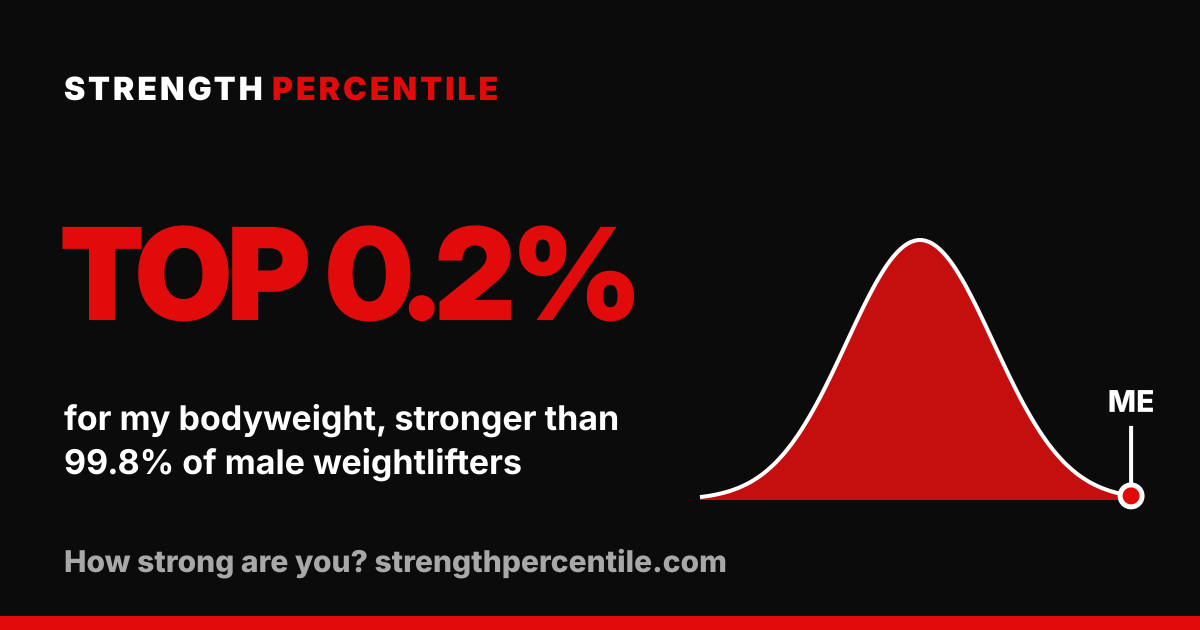 STRENGTH PERCENTILE
TOP 0.2%
for my bodyweight, stronger than
99.8% of male weightlifters
ME
How strong are you? strengthpercentile.com